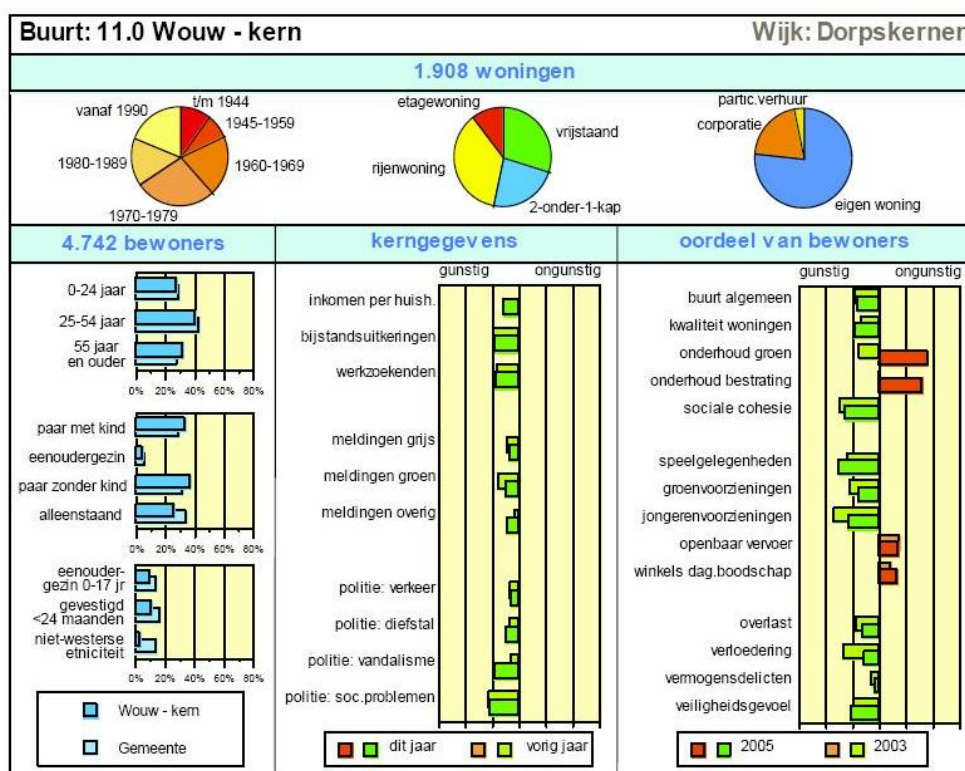 Buurt: 11.0 Wouw - kern
Wijk: Dorpskernen
1.908 woningen
t/m 1944
1945-1959
1960-1969
1970-1979
1980-1989
vanaf 1990
etagewoning
vrijstaand
rijenwoning
2-onder-1-kap
partic.verhuur
corporatie
eigen woning
4.742 bewoners
0-24 jaar
25-54 jaar
55 jaar
en ouder
0% 20% 40% 60% 80%
paar met kind
eenoudergezin
paar zonder kind
alleenstaand
0% 20% 40% 60% 80%
eenouder-
gezin 0-17 jr
gevestigd
<24 maanden
niet-westerse
etniciteit
0% 20% 40% 60% 80%
Wouw - kern
Gemeente
kerngegevens
gunstig ongunstig
inkomen per huish.
bijstandsuitkeringen
werkzoekenden
meldingen grijs
meldingen groen
meldingen overig
politie: verkeer
politie: diefstal
politie: vandalisme
politie: soc.problemen
dit jaar vorig jaar
oordeel van bewoners
gunstig ongunstig
buurt algemeen
kwaliteit woningen
onderhoud groen
onderhoud bestrating
sociale cohesie
speelgelegenheden
groenvoorzieningen
jongerenvoorzieningen
openbaar vervoer
winkels dag.boodschap
overlast
verloedering
vermogensdelicten
veiligheidsgevoel
2005 2003